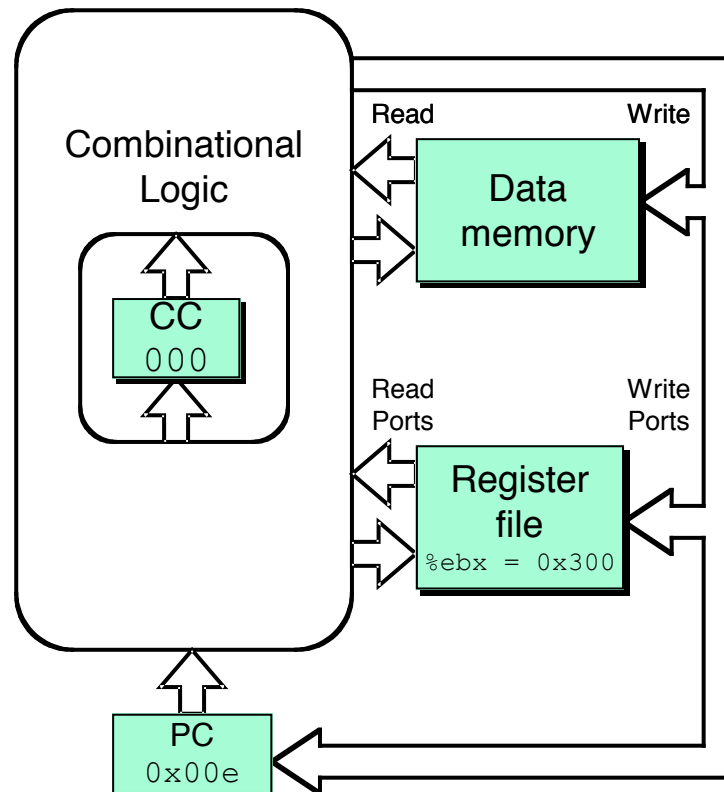 Combinational
Logic
CC
000
Read
Write
Data
memory
Read
Ports
Write
Ports
Register
file
%ebx = 0x300
PC
0x00e